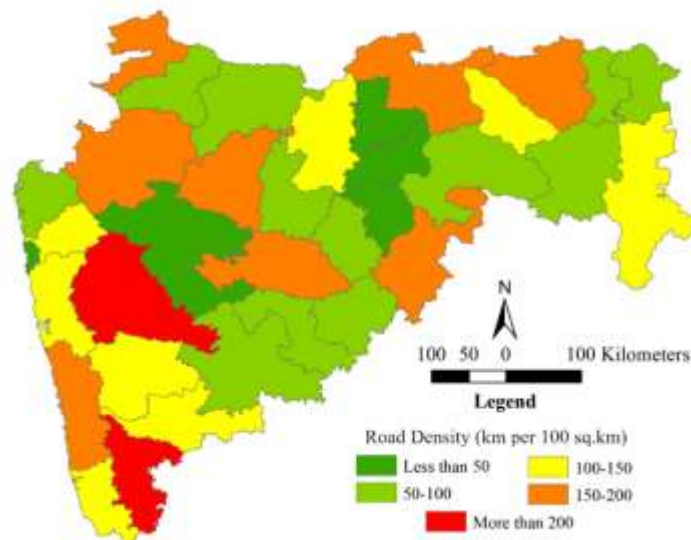 N
100 50 0 100 Kilometers
Legend
Road Density (km per 100 sq.km)
Less than 50 100-150
50-100 150-200
More than 200